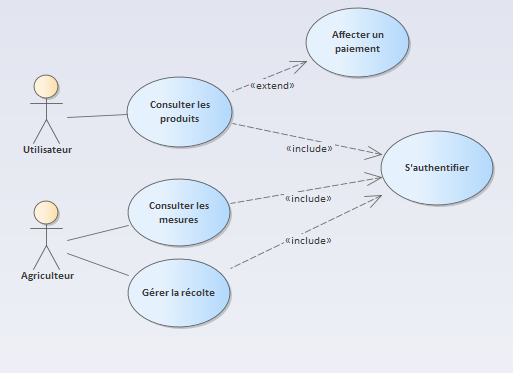 Affecter un
paiement
«extend»
Consulter les
produits
Utilisateur
«include»
S'authentifier
Consulter les
mesures
«include»
Agriculteur
«include»
Gérer la récolte